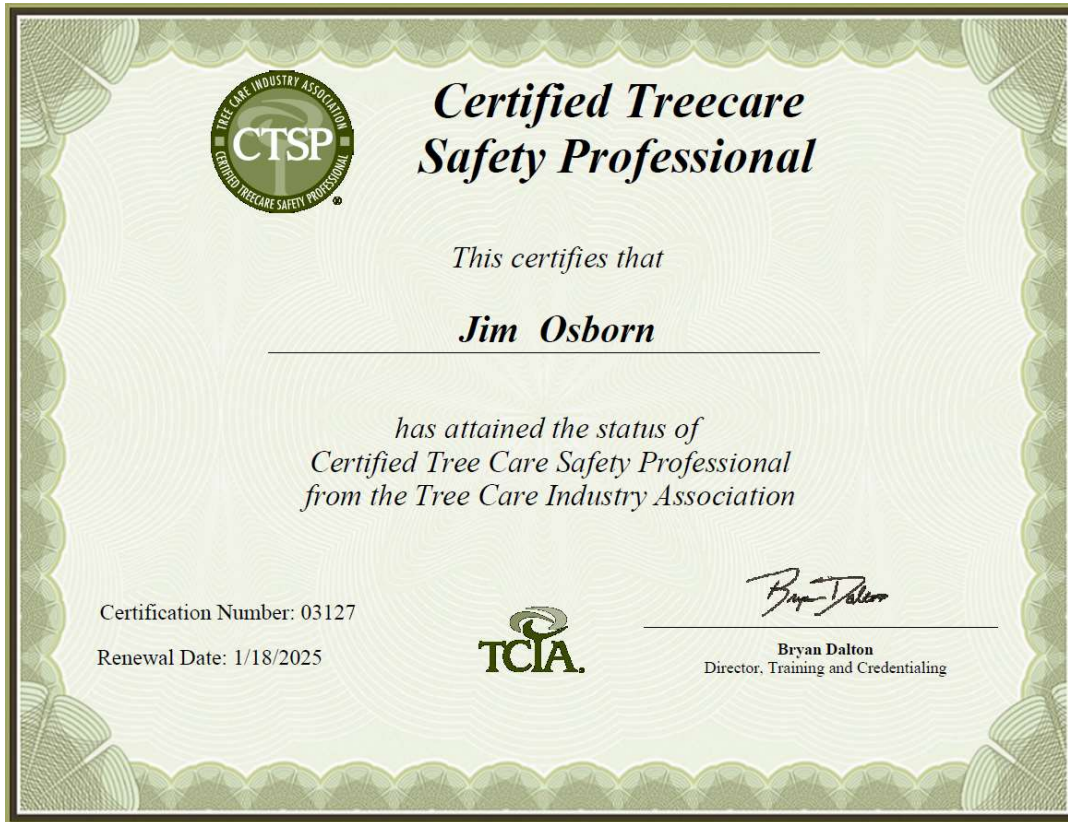 TREE CARE INDUSTRY ASSOCIATION
CTSP
CERTIFIED TREECARE SAFETY PROFESSIONAL
®
Certified Treecare
Safety Professional
This certifies that
Jim Osborn
has attained the status of
Certified Tree Care Safety Professional
from the Tree Care Industry Association
Certification Number: 03127
Renewal Date: 1/18/2025
TCIA®
Bryan Dalton
Bryan Dalton
Director, Training and Credentialing